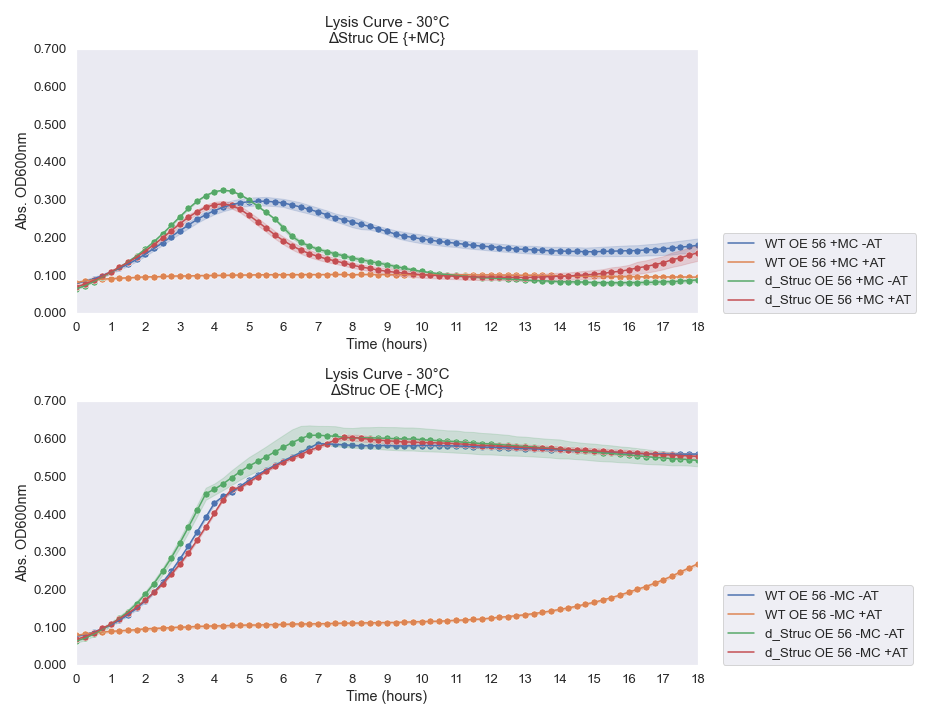 Lysis Curve - 30°C
ΔStruc OE {+MC}
0.700
0.600
0.500
0.400
0.300
0.200
0.100
0.000
Abs. OD600nm
0 1 2 3 4 5 6 7 8 9 10 11 12 13 14 15 16 17 18
Time (hours)
WT OE 56 +MC -AT
WT OE 56 +MC +AT
d_Struc OE 56 +MC -AT
d_Struc OE 56 +MC +AT
Lysis Curve - 30°C
ΔStruc OE {-MC}
0.700
0.600
0.500
0.400
0.300
0.200
0.100
0.000
Abs. OD600nm
0 1 2 3 4 5 6 7 8 9 10 11 12 13 14 15 16 17 18
Time (hours)
WT OE 56 -MC -AT
WT OE 56 -MC +AT
d_Struc OE 56 -MC -AT
d_Struc OE 56 -MC +AT